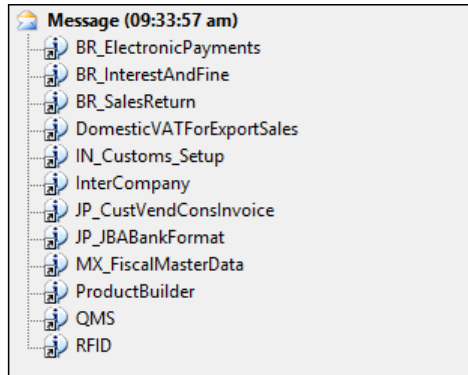 Message (09:33:57 am)
BR_ElectronicPayments
BR_InterestAndFine
BR_SalesReturn
DomesticVATForExportSales
IN_Customs_Setup
InterCompany
JP_CustVendConsInvoice
JP_JBABankFormat
MX_FiscalMasterData
ProductBuilder
QMS
RFID